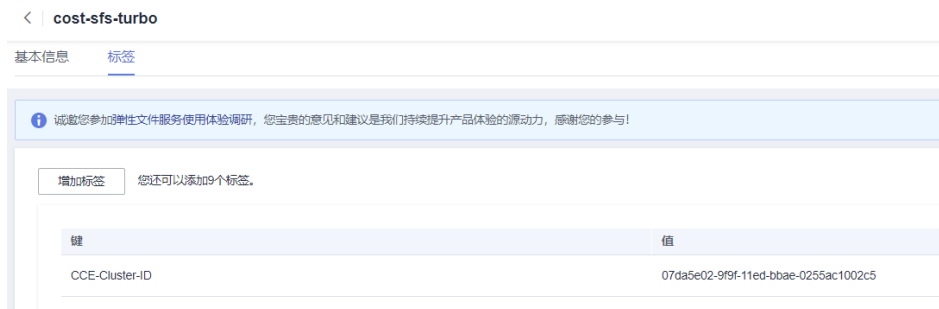 cost-sfs-turbo
基本信息 标签
诚邀您参加弹性文件服务使用体验调研，您宝贵的意见和建议是我们持续提升产品体验的源动力，感谢您的参与！
增加标签 您还可以添加9个标签。
键 值
CCE-Cluster-ID 07da5e02-9f9f-11ed-bbae-0255ac1002c5